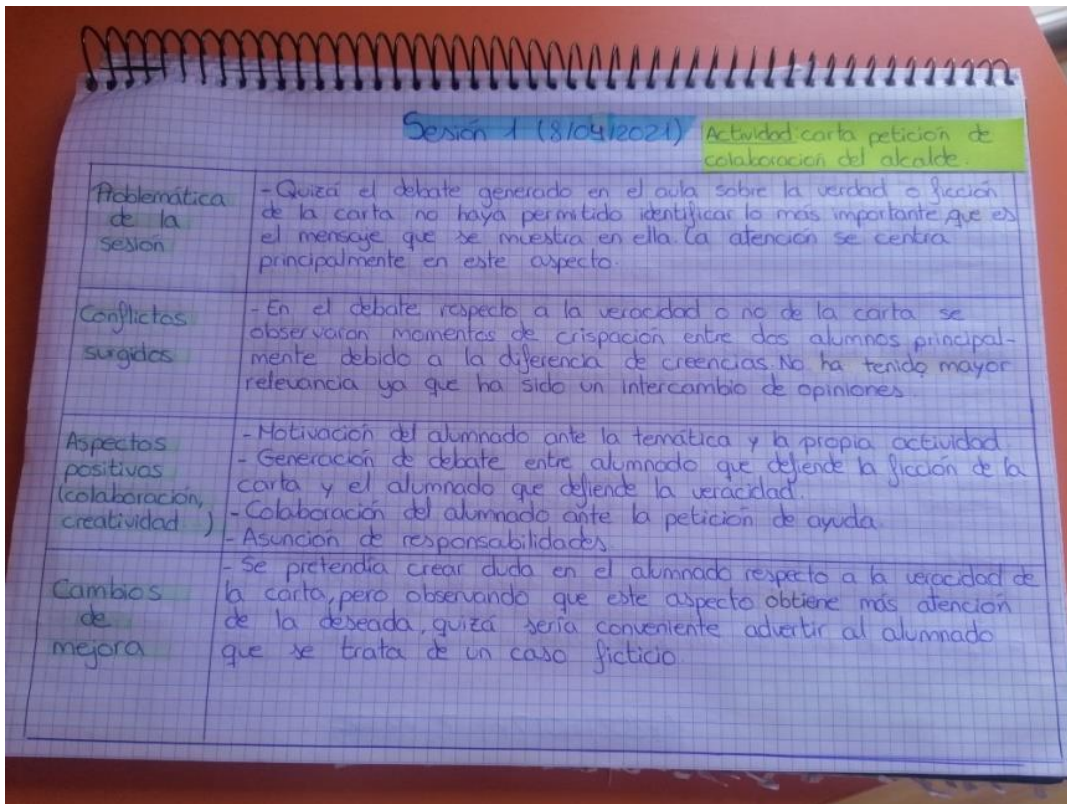 Sesión 1 (8/04/2021)
Actividad: carta petición de
colaboración del alcalde.
Problemática
de la
sesión
- Quizá el debate generado en el aula sobre la verdad o ficción
de la carta no haya permitido identificar lo más importante que es
el mensaje que se muestra en ella. La atención se centra
principalmente en este aspecto.
Conflictos
surgidos
- En el debate respecto a la veracidad o no de la carta se
observaron momentos de crispación entre dos alumnos principal-
mente debido a la diferencia de creencias. No ha tenido mayor
relevancia ya que ha sido un intercambio de opiniones.
Aspectos
positivos
(colaboración,
creatividad )
- Motivación del alumnado ante la temática y la propia actividad.
- Generación de debate entre alumnado que defiende la ficción de la
carta y el alumnado que defiende la veracidad.
- Colaboración del alumnado ante la petición de ayuda.
- Asunción de responsabilidades.
Cambios
de
mejora
- Se pretendía crear duda en el alumnado respecto a la veracidad de
la carta, pero observando que este aspecto obtiene más atención
de la deseada, quizá sería conveniente advertir al alumnado
que se trata de un caso ficticio.